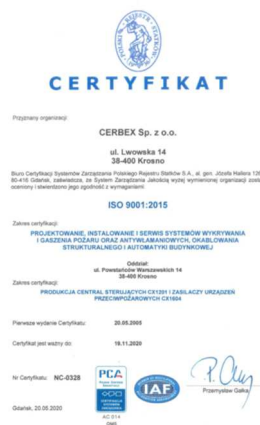 POLSKI REJESTR STATKÓW
CERTYFIKAT
Przyznany organizacji
CERBEX Sp. z o.o.
ul. Lwowska 14
38-400 Krosno
Biuro Certyfikacji Systemów Zarządzania Polskiego Rejestru Statków S.A., al. gen. Józefa Hallera 126
80-416 Gdańsk, zaświadcza, że System Zarządzania Jakością wyżej wymienionej organizacji zosta
oceniony i stwierdzono jego zgodność z wymaganiami
ISO 9001:2015
Zakres certyfikacji:
PROJEKTOWANIE, INSTALOWANIE I SERWIS SYSTEMÓW WYKRYWANIA
I GASZENIA POŻARU ORAZ ANTYWŁAMANIOWYCH, OKABLOWANIA
STRUKTURALNEGO I AUTOMATYKI BUDYNKOWEJ
Oddział:
ul. Powstańców Warszawskich 14
38-400 Krosno
Zakres certyfikacji:
PRODUKCJA CENTRAL STERUJĄCYCH CX1201 I ZASILACZY URZĄDZEŃ
PRZECIWPOŻAROWYCH CX1604
Pierwsze wydanie Certyfikatu: 20.05.2005
Certyfikat jest ważny do: 19.11.2020
Nr Certyfikatu: NC-0328
PCA
IAF
Przemysław Gałka
AC 014
QMS
Gdańsk, 20.05.2020